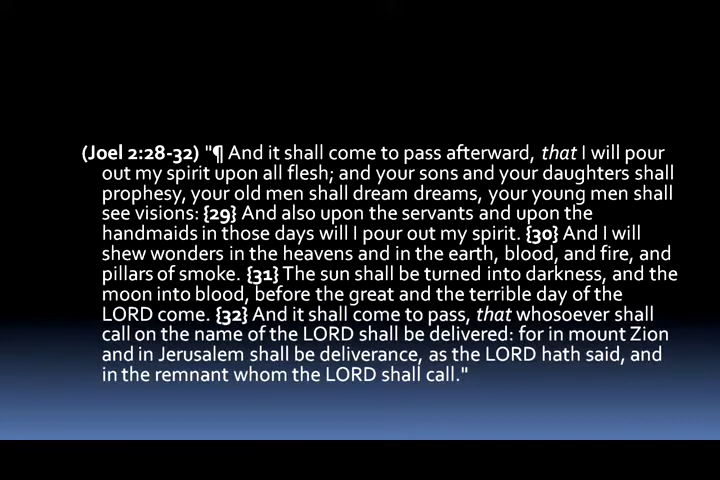 (Joel 2:28-32) "¶ And it shall come to pass afterward, that I will pour
out my spirit upon all flesh; and your sons and your daughters shall
prophesy, your old men shall dream dreams, your young men shall
see visions: {29} And also upon the servants and upon the
handmaids in those days will I pour out my spirit. {30} And I will
shew wonders in the heavens and in the earth, blood, and fire, and
pillars of smoke. {31} The sun shall be turned into darkness, and the
moon into blood, before the great and the terrible day of the
LORD come. {32} And it shall come to pass, that whosoever shall
call on the name of the LORD shall be delivered: for in mount Zion
and in Jerusalem shall be deliverance, as the LORD hath said, and
in the remnant whom the LORD shall call."